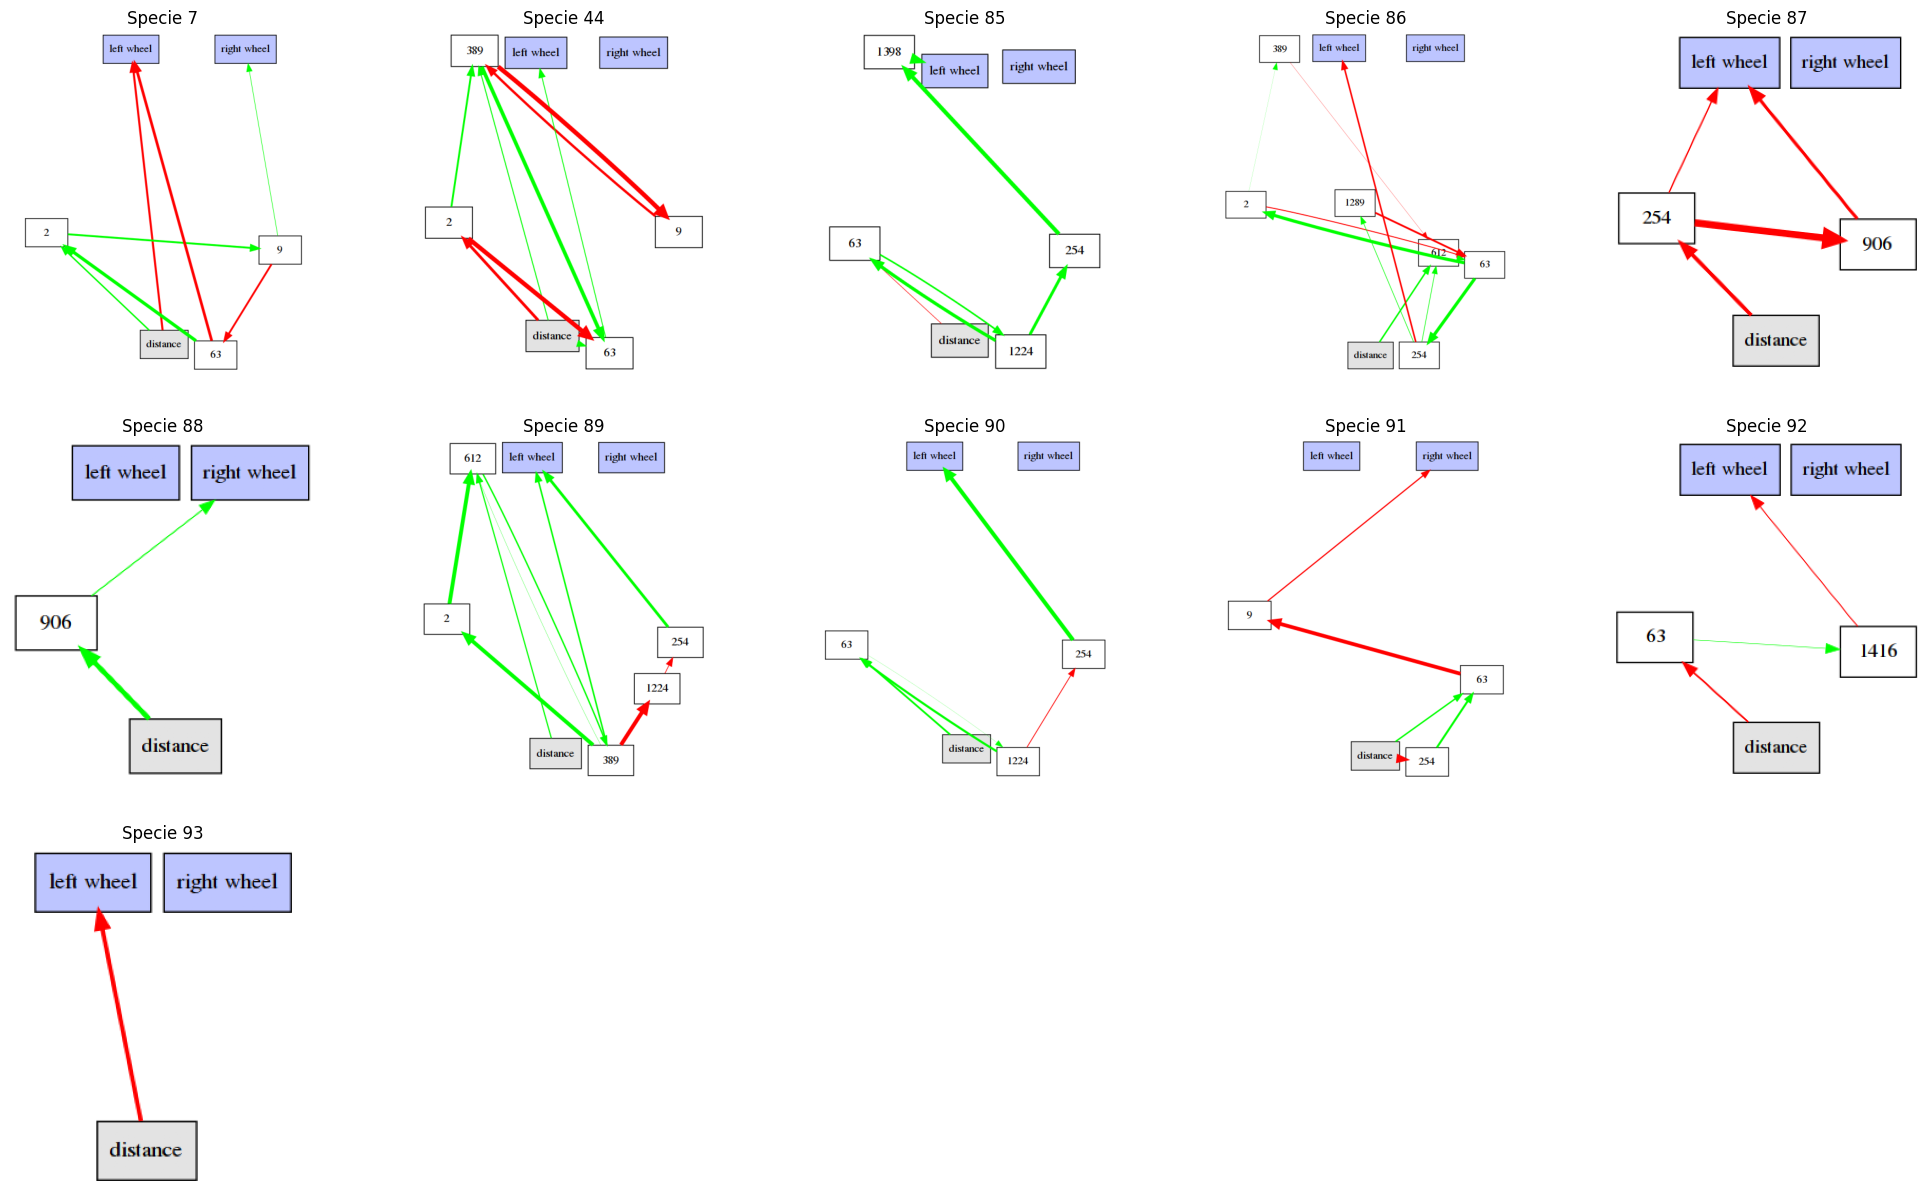 Specie 7
left wheel
right wheel
2
9
distance
63
Specie 44
389
left wheel
right wheel
2
9
distance
63
Specie 85
1398
left wheel
right wheel
63
254
distance
1224
Specie 86
389
left wheel
right wheel
2
1289
612
63
distance
254
Specie 87
left wheel
right wheel
254
906
distance
Specie 88
left wheel
right wheel
906
distance
Specie 89
612
left wheel
right wheel
2
254
1224
distance
389
Specie 90
left wheel
right wheel
63
254
distance
1224
Specie 91
left wheel
right wheel
9
63
distance
254
Specie 92
left wheel
right wheel
63
1416
distance
Specie 93
left wheel
right wheel
distance